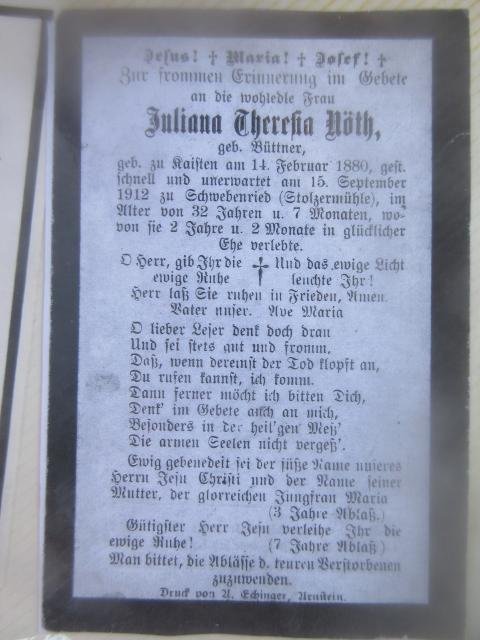 Jesus! † Maria! † Josef! †
Zur frommen Erinnerung im Gebete
an die wohledle Frau
Juliana Theresia Nöth,
geb. Büttner,
geb. zu Kaisten am 14. Februar 1880, gest.
schnell und unerwartet am 15. September
1912 zu Schwebenried (Stolzermühle), im
Alter von 32 Jahren u. 7 Monaten, wo-
von sie 2 Jahre u. 2 Monate in glücklicher
Ehe verlebte.
O Herr, gib Ihr die † Und das ewige Licht
ewige Ruhe leuchte Ihr!
Herr laß Sie ruhen in Frieden, Amen.
Vater unser. Ave Maria
O lieber Leser denk doch dran
Und sei stets gut und fromm,
Daß, wenn dereinst der Tod klopft an,
Du rufen kannst, ich komm.
Dann ferner möcht ich bitten Dich,
Denk' im Gebete auch an mich,
Besonders in der heil'gen Meß'
Die armen Seelen nicht vergeß'.
Ewig gebenedeit sei der süße Name unseres
Herrn Jesu Christi und der Name seiner
Mutter, der glorreichen Jungfrau Maria
(3 Jahre Ablaß.)
Gütigster Herr Jesu verleihe Ihr die
ewige Ruhe! (7 Jahre Ablaß)
Man bittet, die Ablässe d. teuren Verstorbenen
zuzuwenden.
Druck von A. Echinger, Arnstein.